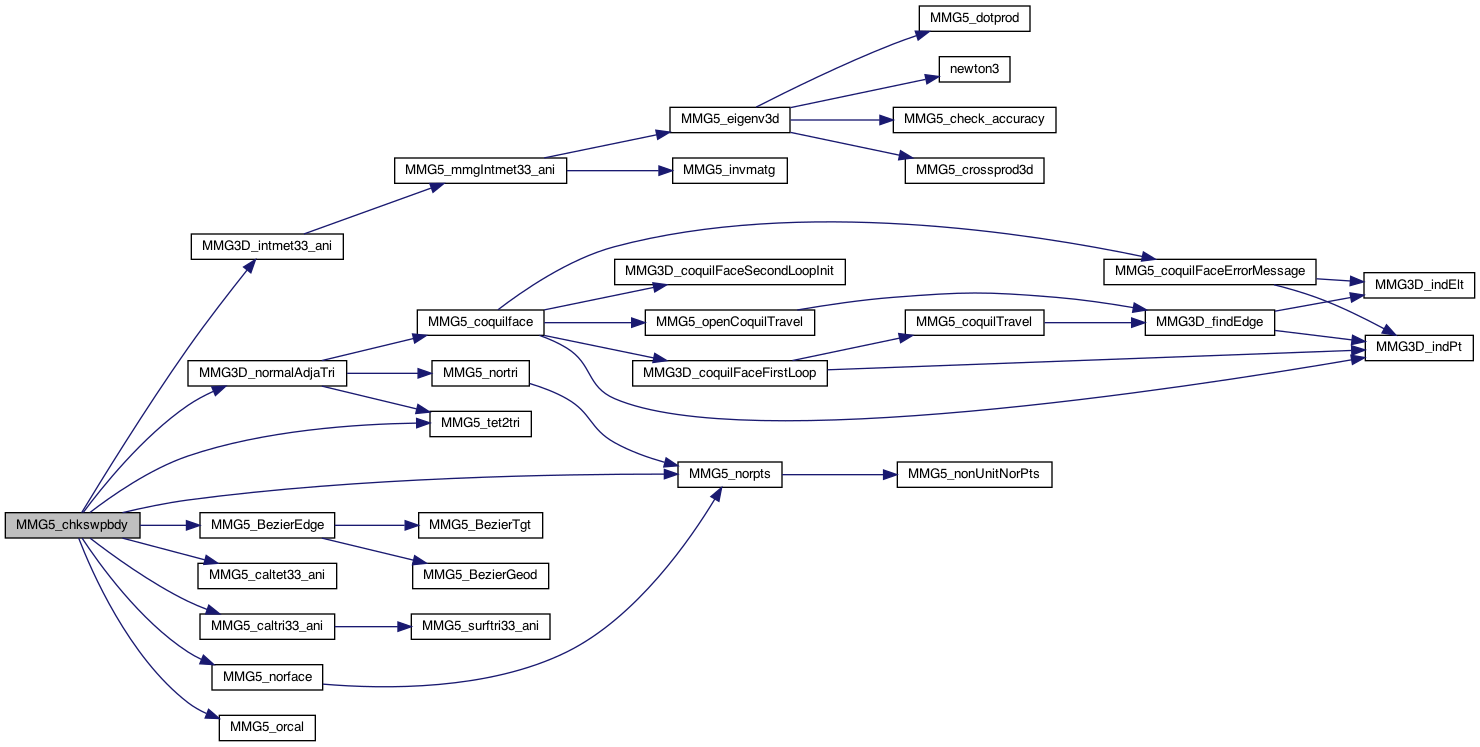 MMG5_dotprod
newton3
MMG5_eigenv3d
MMG5_check_accuracy
MMG5_mmgIntmet33_ani
MMG5_invmatg
MMG5_crossprod3d
MMG3D_intmet33_ani
MMG3D_coquilFaceSecondLoopInit
MMG5_coquilFaceErrorMessage
MMG3D_indElt
MMG5_coquilface
MMG5_openCoquilTravel
MMG5_coquilTravel
MMG3D_findEdge
MMG3D_indPt
MMG3D_normalAdjaTri
MMG5_nortri
MMG3D_coquilFaceFirstLoop
MMG5_tet2tri
MMG5_norpts
MMG5_nonUnitNorPts
MMG5_chkswpbdy
MMG5_BezierEdge
MMG5_BezierTgt
MMG5_caltet33_ani
MMG5_BezierGeod
MMG5_caltri33_ani
MMG5_surftri33_ani
MMG5_norface
MMG5_orcal